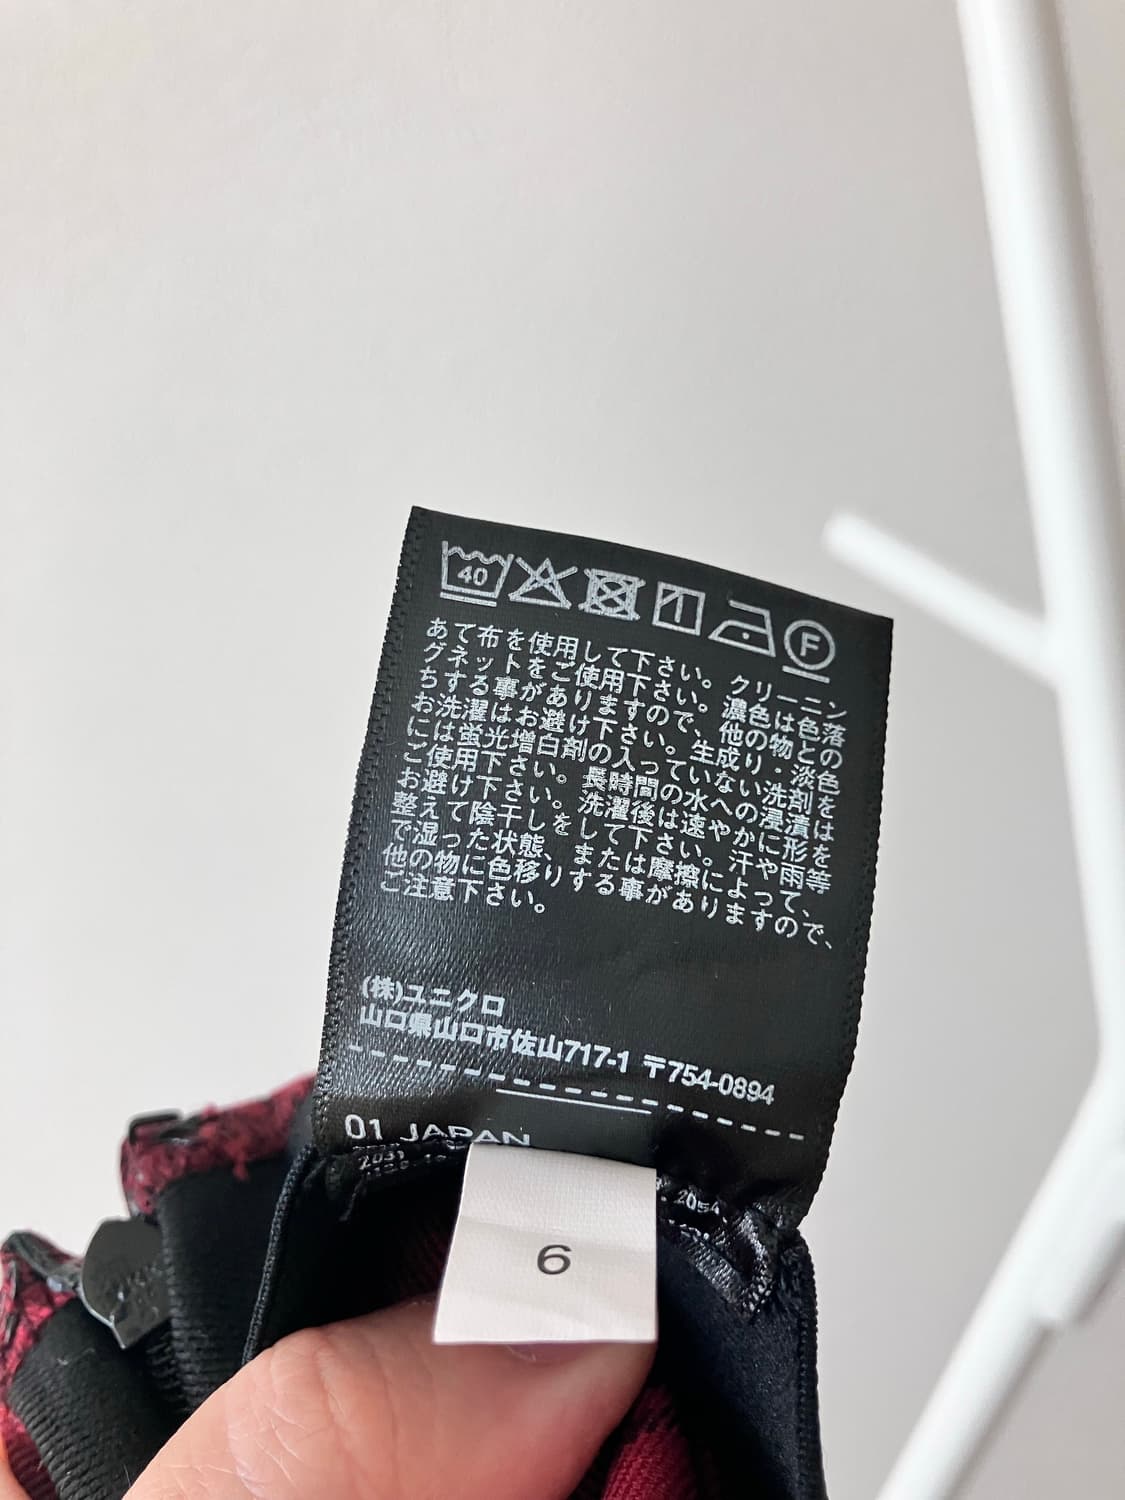 40
F
あて布を使用して下さい。クリーニン
グネットをご使用下さい。濃色は色落
ちする事がありますので、他の物との
お洗濯はお避け下さい。生成り・淡色
には蛍光増白剤の入っていない洗剤を
ご使用下さい。長時間の水への浸漬は
お避け下さい。洗濯後は速やかに形を
整えて陰干しをして下さい。汗や雨等
で湿った状態、または摩擦によって、
他の物に色移りする事がありますので、
ご注意下さい。
(株)ユニクロ
山口県山口市佐山717-1 〒754-0894
01 JAPAN
2031
2054
6